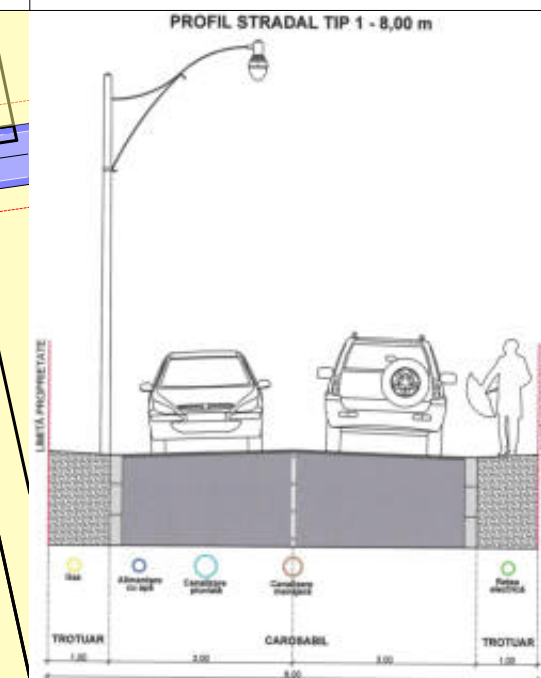 PROFIL STRADAL TIP 1 - 8,00 m
LIMITĂ PROPRIETATE
Gaz
Alimentare
cu apă
Canalizare
pluvială
Canalizare
menajeră
Rețea
electrică
TROTUAR
CAROSABIL
TROTUAR
1,00
3,00
3,00
1,00
8,00